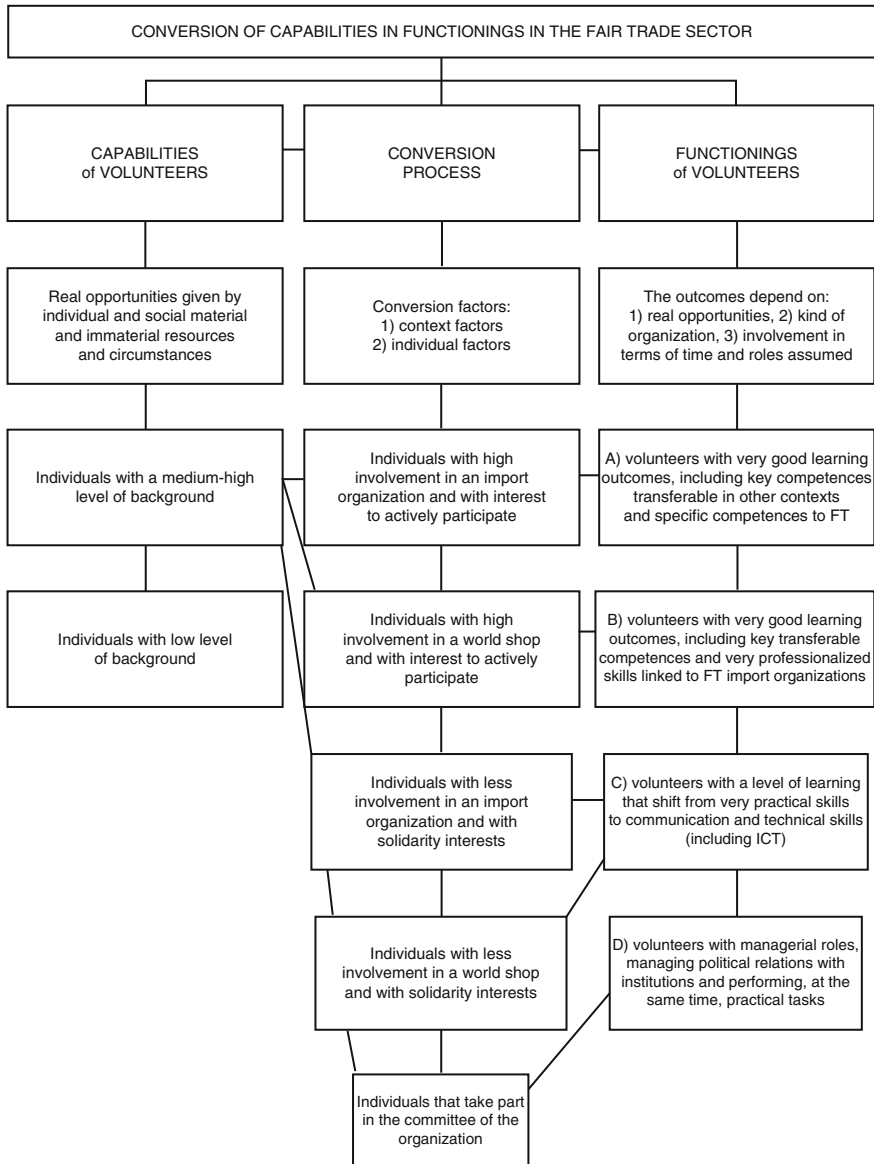 CONVERSION OF CAPABILITIES IN FUNCTIONINGS IN THE FAIR TRADE SECTOR
CAPABILITIES
of VOLUNTEERS
CONVERSION
PROCESS
FUNCTIONINGS
of VOLUNTEERS
Real opportunities given by
individual and social material
and immaterial resources
and circumstances
Conversion factors:
1) context factors
2) individual factors
The outcomes depend on:
1) real opportunities, 2) kind of
organization, 3) involvement in
terms of time and roles assumed
Individuals with a medium-high
level of background
Individuals with high
involvement in an import
organization and with interest
to actively participate
A) volunteers with very good learning
outcomes, including key competences
transferable in other contexts
and specific competences to FT
Individuals with low level
of background
Individuals with high
involvement in a world shop
and with interest to actively
participate
B) volunteers with very good learning
outcomes, including key transferable
competences and very professionalized
skills linked to FT import organizations
Individuals with less
involvement in an import
organization and with
solidarity interests
C) volunteers with a level of learning
that shift from very practical skills
to communication and technical skills
(including ICT)
Individuals with less
involvement in a world shop
and with solidarity interests
D) volunteers with managerial roles,
managing political relations with
institutions and performing, at the
same time, practical tasks
Individuals that take part
in the committee of the
organization